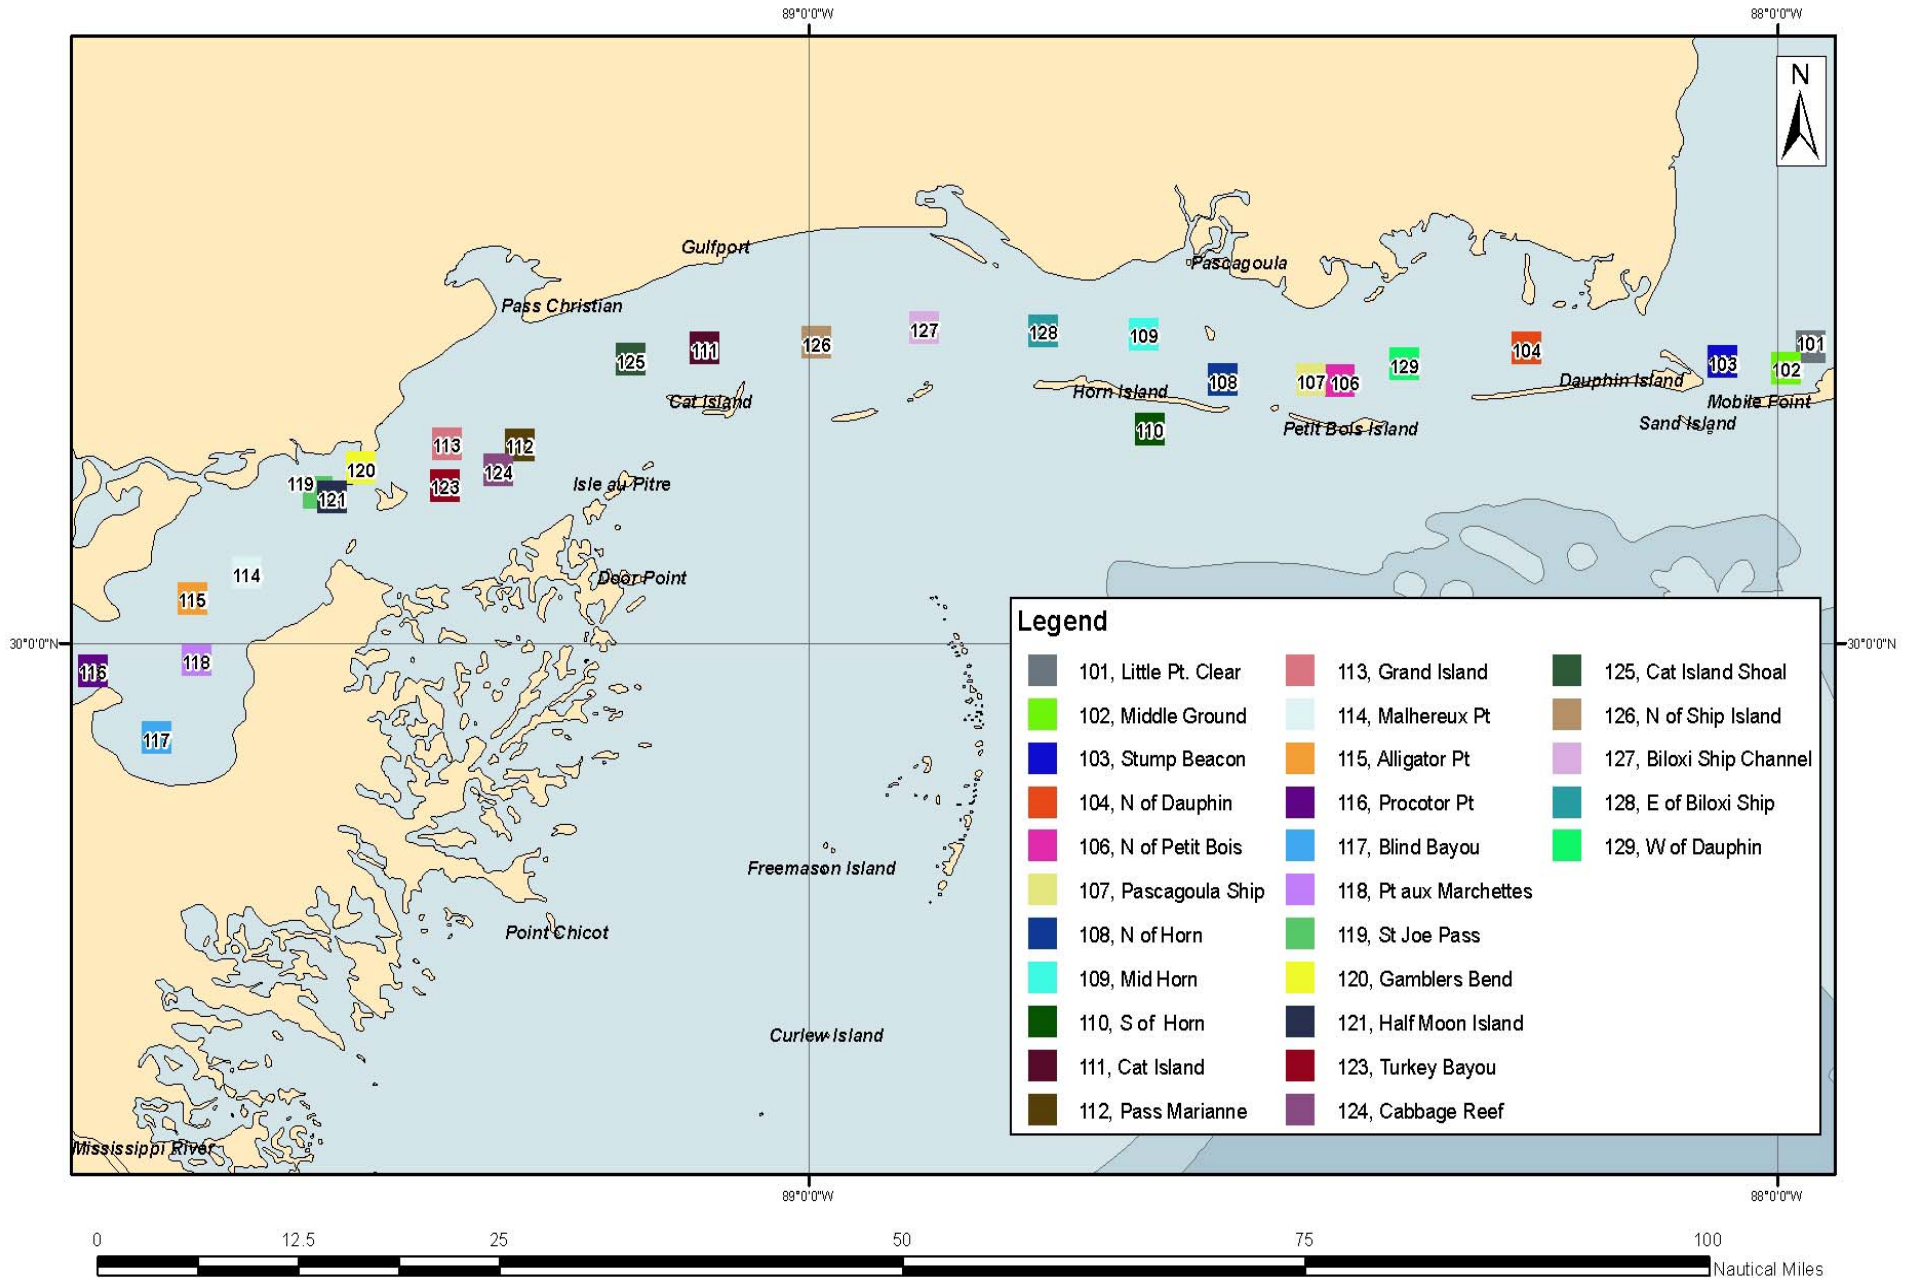 89°0'0"W
88°0'0"W
N
Gulfport
Pascagoula
Pass Christian
101
127
128
109
126
111
104
125
103
102
129
108
107
106
Dauphin Island
Horn Island
Cat Island
Mobile Point
Sand Island
Petit Bois Island
110
113
112
120
124
119
121
123
Isle au Pitre
114
Door Point
115
30°0'0"N
30°0'0"N
118
116
117
Freemason Island
Point Chicot
Curlew Island
Mississippi River
Legend
101, Little Pt. Clear
102, Middle Ground
103, Stump Beacon
104, N of Dauphin
106, N of Petit Bois
107, Pascagoula Ship
108, N of Horn
109, Mid Horn
110, S of Horn
111, Cat Island
112, Pass Marianne
113, Grand Island
114, Malhereux Pt
115, Alligator Pt
116, Procotor Pt
117, Blind Bayou
118, Pt aux Marchettes
119, St Joe Pass
120, Gamblers Bend
121, Half Moon Island
123, Turkey Bayou
124, Cabbage Reef
125, Cat Island Shoal
126, N of Ship Island
127, Biloxi Ship Channel
128, E of Biloxi Ship
129, W of Dauphin
89°0'0"W
88°0'0"W
0 12.5 25 50 75 100
Nautical Miles